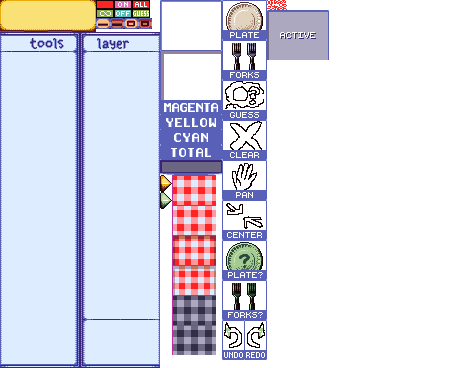 ON ALL
GO OFF GUESS
tools
layer
MAGENTA
YELLOW
CYAN
TOTAL
PLATE
FORKS
GUESS
CLEAR
PAN
CENTER
PLATE?
FORKS?
UNDO REDO
ACTIVE